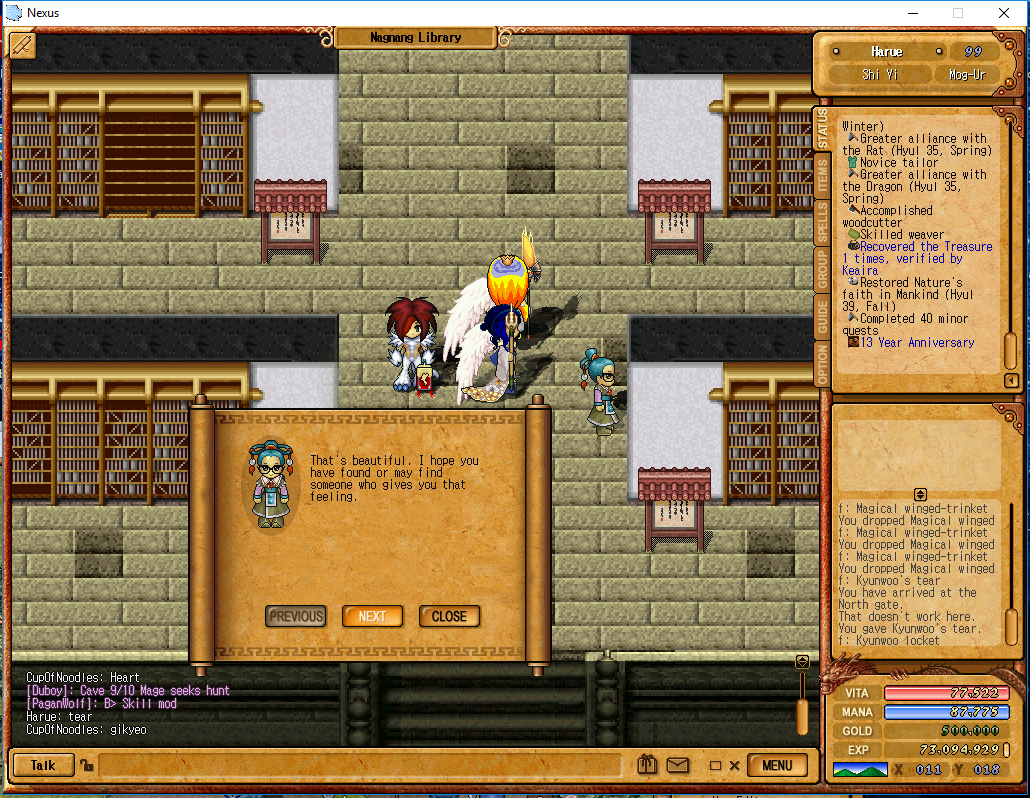 Nexus
Nagnang Library
Harue 99
Shi Yi Mog-Ur
STATUS
ITEMS
SPELLS
GROUP
GUIDE
OPTION
Winter)
Greater alliance with
the Rat (Hyul 35, Spring)
Novice tailor
Greater alliance with
the Dragon (Hyul 35,
Spring)
Accomplished
woodcutter
Skilled weaver
Recovered the Treasure
1 times, verified by
Keaira
Restored Nature's
faith in Mankind (Hyul
39, Fall)
Completed 40 minor
quests
13 Year Anniversary
That's beautiful. I hope you
have found or may find
someone who gives you that
feeling.
PREVIOUS NEXT CLOSE
f: Magical winged-trinket
You dropped Magical winged
f: Magical winged-trinket
You dropped Magical winged
f: Magical winged-trinket
You dropped Magical winged
f: Kyunwoo's tear
You have arrived at the
North gate.
That doesn't work here.
You gave Kyunwoo's tear.
f: Kyunwoo locket
CupOfNoodles: Heart
[Duboy]: Cave 9/10 Mage seeks hunt
[PaganWolf]: B> Skill mod
Harue: tear
CupOfNoodles: gikyeo
VITA 77,522
MANA 87,775
GOLD 500,000
EXP 73,094,929
X 011 Y 018
Talk MENU